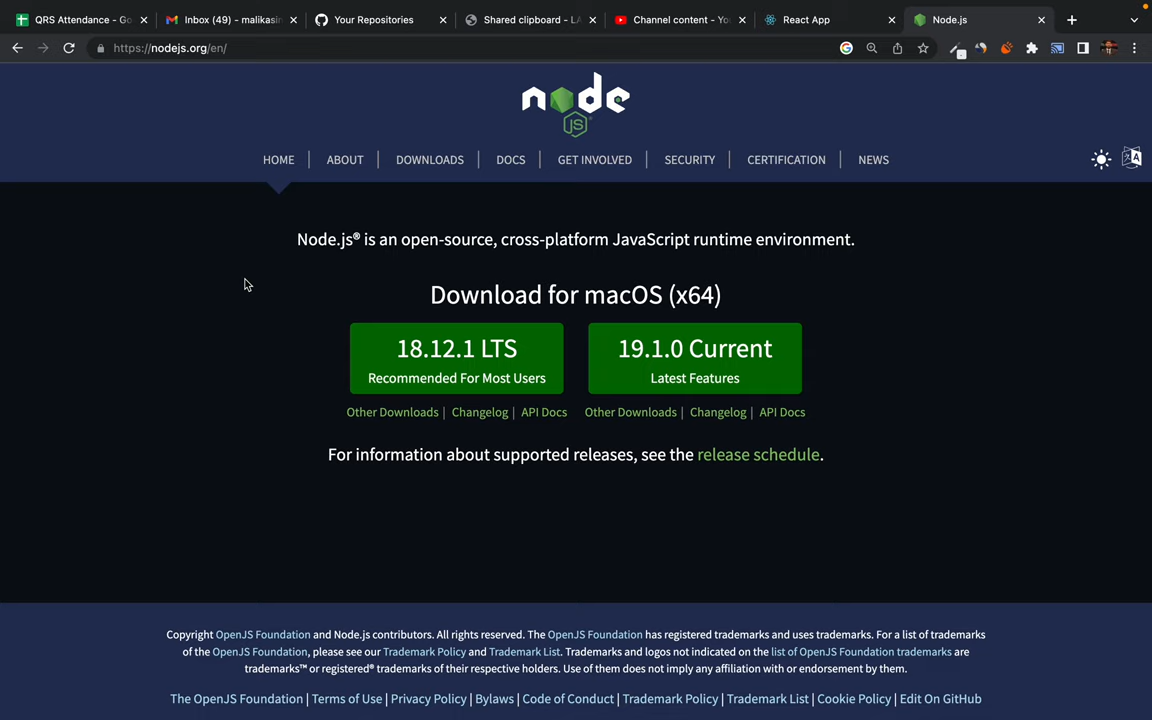 QRS Attendance - Go
Inbox (49) - malikasin
Your Repositories
Shared clipboard - LA
Channel content - Yo
React App
Node.js
https://nodejs.org/en/
node
JS
HOME
ABOUT
DOWNLOADS
DOCS
GET INVOLVED
SECURITY
CERTIFICATION
NEWS
Node.js® is an open-source, cross-platform JavaScript runtime environment.
Download for macOS (x64)
18.12.1 LTS
Recommended For Most Users
19.1.0 Current
Latest Features
Other Downloads | Changelog | API Docs
Other Downloads | Changelog | API Docs
For information about supported releases, see the release schedule.
Copyright OpenJS Foundation and Node.js contributors. All rights reserved. The OpenJS Foundation has registered trademarks and uses trademarks. For a list of trademarks
of the OpenJS Foundation, please see our Trademark Policy and Trademark List. Trademarks and logos not indicated on the list of OpenJS Foundation trademarks are
trademarks™ or registered® trademarks of their respective holders. Use of them does not imply any affiliation with or endorsement by them.
The OpenJS Foundation | Terms of Use | Privacy Policy | Bylaws | Code of Conduct | Trademark Policy | Trademark List | Cookie Policy | Edit On GitHub